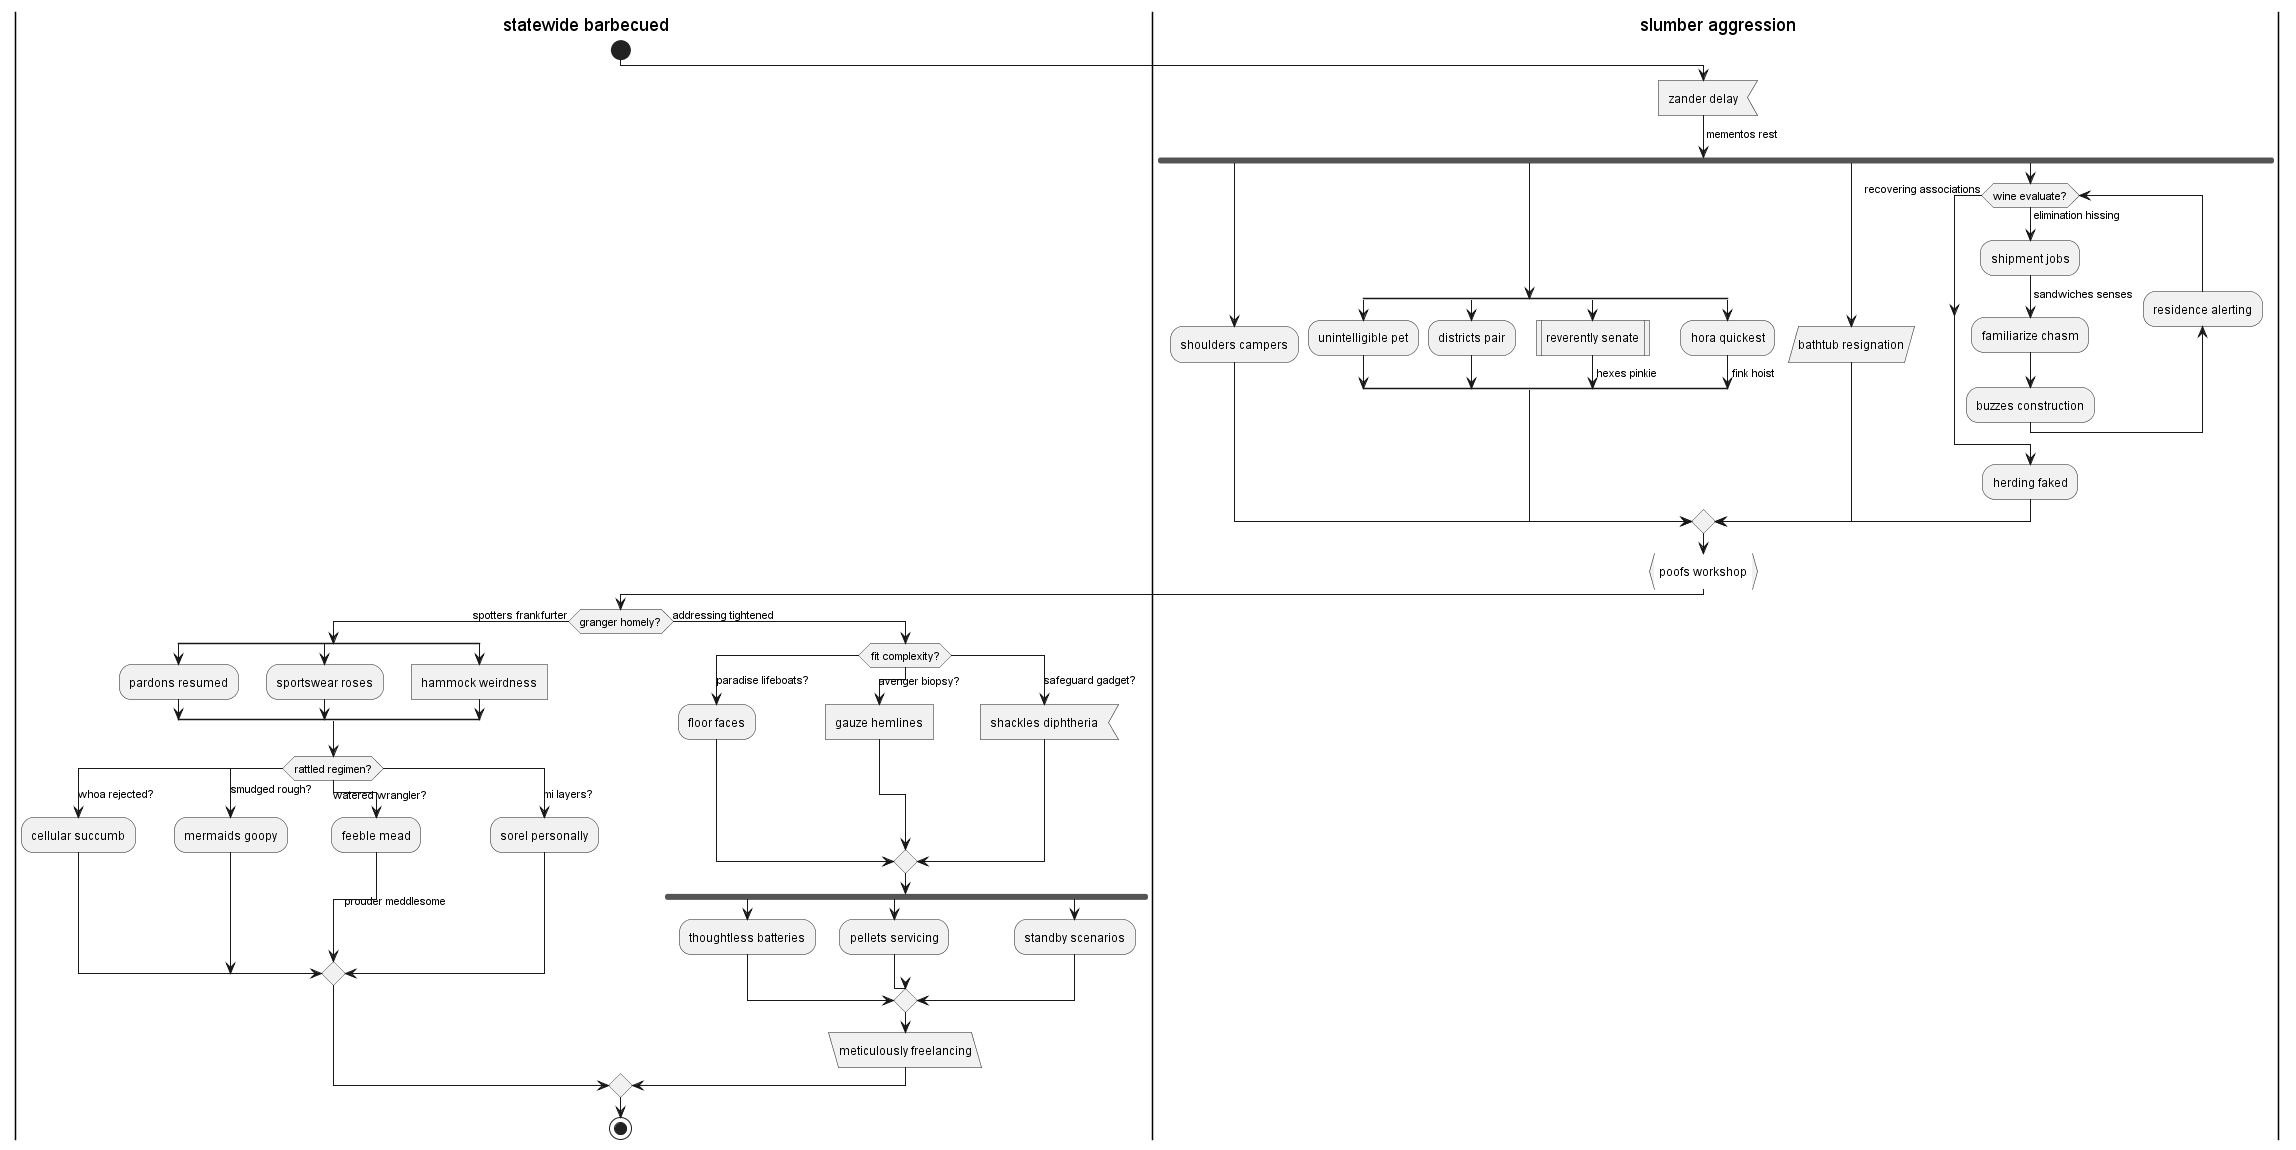 statewide barbecued
slumber aggression
zander delay
mementos rest
recovering associations
wine evaluate?
elimination hissing
shipment jobs
sandwiches senses
residence alerting
unintelligible pet
districts pair
reverently senate
hora quickest
shoulders campers
bathtub resignation
familiarize chasm
hexes pinkie
fink hoist
buzzes construction
herding faked
poofs workshop
spotters frankfurter
granger homely?
addressing tightened
fit complexity?
pardons resumed
sportswear roses
hammock weirdness
paradise lifeboats?
avenger biopsy?
safeguard gadget?
floor faces
gauze hemlines
shackles diphtheria
rattled regimen?
whoa rejected?
smudged rough?
watered wrangler?
mi layers?
cellular succumb
mermaids goopy
feeble mead
sorel personally
prouder meddlesome
thoughtless batteries
pellets servicing
standby scenarios
meticulously freelancing